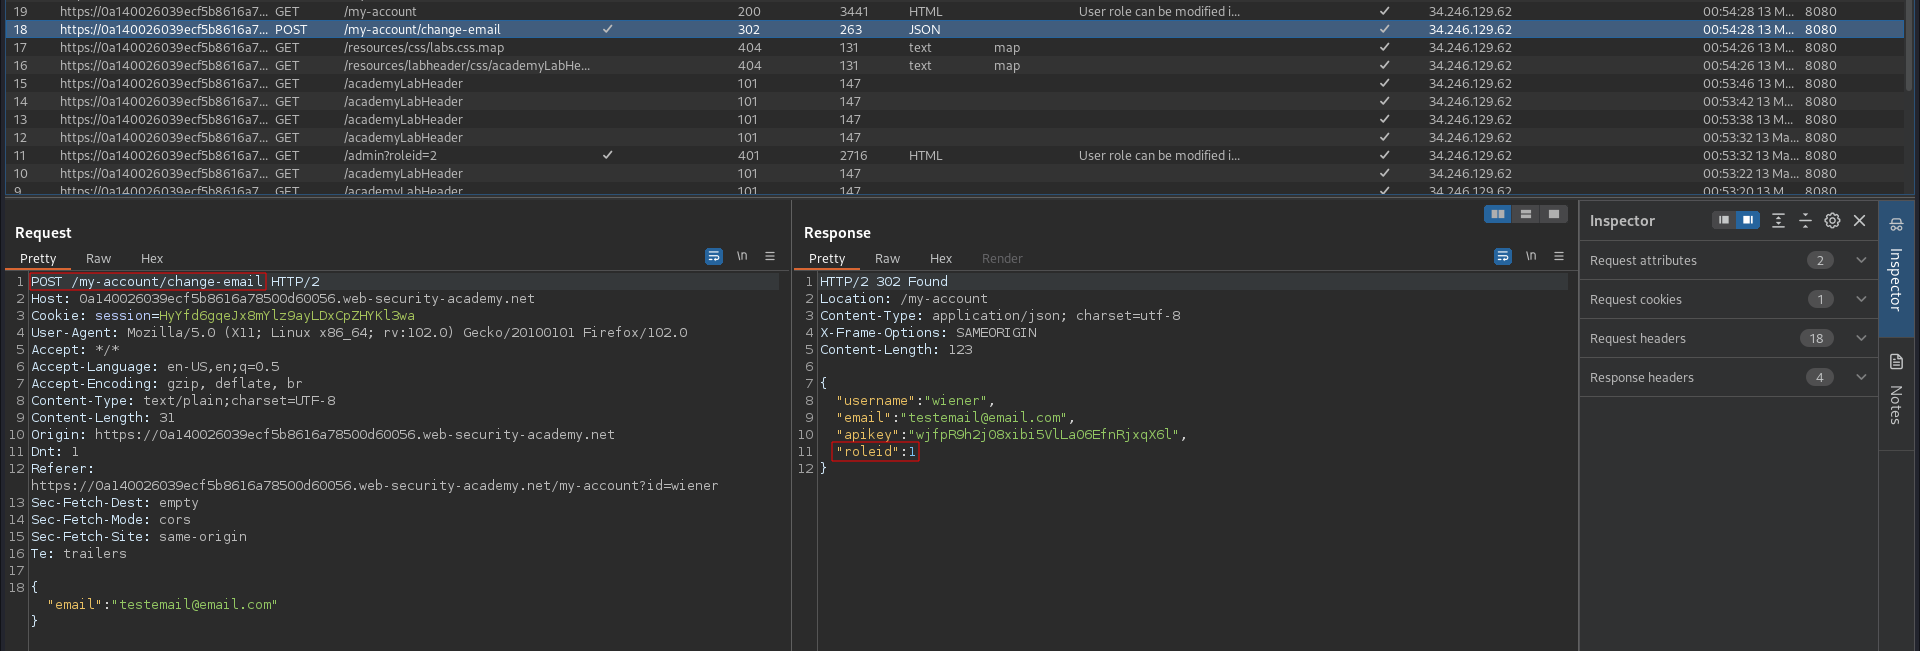 19 https://0a140026039ecf5b8616a7... GET /my-account 200 3441 HTML User role can be modified i... ✓ 34.246.129.62 00:54:28 13 M... 8080
18 https://0a140026039ecf5b8616a7... POST /my-account/change-email ✓ 302 263 JSON ✓ 34.246.129.62 00:54:28 13 M... 8080
17 https://0a140026039ecf5b8616a7... GET /resources/css/labs.css.map 404 131 text map ✓ 34.246.129.62 00:54:26 13 M... 8080
16 https://0a140026039ecf5b8616a7... GET /resources/labheader/css/academyLabHe... 404 131 text map ✓ 34.246.129.62 00:54:26 13 M... 8080
15 https://0a140026039ecf5b8616a7... GET /academyLabHeader 101 147 ✓ 34.246.129.62 00:53:46 13 M... 8080
14 https://0a140026039ecf5b8616a7... GET /academyLabHeader 101 147 ✓ 34.246.129.62 00:53:42 13 M... 8080
13 https://0a140026039ecf5b8616a7... GET /academyLabHeader 101 147 ✓ 34.246.129.62 00:53:38 13 M... 8080
12 https://0a140026039ecf5b8616a7... GET /academyLabHeader 101 147 ✓ 34.246.129.62 00:53:32 13 Ma... 8080
11 https://0a140026039ecf5b8616a7... GET /admin?roleid=2 ✓ 401 2716 HTML User role can be modified i... ✓ 34.246.129.62 00:53:32 13 Ma... 8080
10 https://0a140026039ecf5b8616a7... GET /academyLabHeader 101 147 ✓ 34.246.129.62 00:53:22 13 Ma... 8080
9 https://0a140026039ecf5b8616a7... GET /academyLabHeader 101 147 ✓ 34.246.129.62 00:53:20 13 M... 8080
Request
Pretty Raw Hex \n
1 POST /my-account/change-email HTTP/2
2 Host: 0a140026039ecf5b8616a78500d60056.web-security-academy.net
3 Cookie: session=HyYfd6gqeJx8mYlz9ayLDxCpZHYKl3wa
4 User-Agent: Mozilla/5.0 (X11; Linux x86_64; rv:102.0) Gecko/20100101 Firefox/102.0
5 Accept: */*
6 Accept-Language: en-US,en;q=0.5
7 Accept-Encoding: gzip, deflate, br
8 Content-Type: text/plain;charset=UTF-8
9 Content-Length: 31
10 Origin: https://0a140026039ecf5b8616a78500d60056.web-security-academy.net
11 Dnt: 1
12 Referer:
https://0a140026039ecf5b8616a78500d60056.web-security-academy.net/my-account?id=wiener
13 Sec-Fetch-Dest: empty
14 Sec-Fetch-Mode: cors
15 Sec-Fetch-Site: same-origin
16 Te: trailers
17
18 {
"email":"testemail@email.com"
}
Response
Pretty Raw Hex Render \n
1 HTTP/2 302 Found
2 Location: /my-account
3 Content-Type: application/json; charset=utf-8
4 X-Frame-Options: SAMEORIGIN
5 Content-Length: 123
6
7 {
8 "username":"wiener",
9 "email":"testemail@email.com",
10 "apikey":"wjfpR9h2j08xibi5VlLa06EfnRjxqX6l",
11 "roleid":1
12 }
Inspector
Request attributes 2
Request cookies 1
Request headers 18
Response headers 4
Inspector
Notes